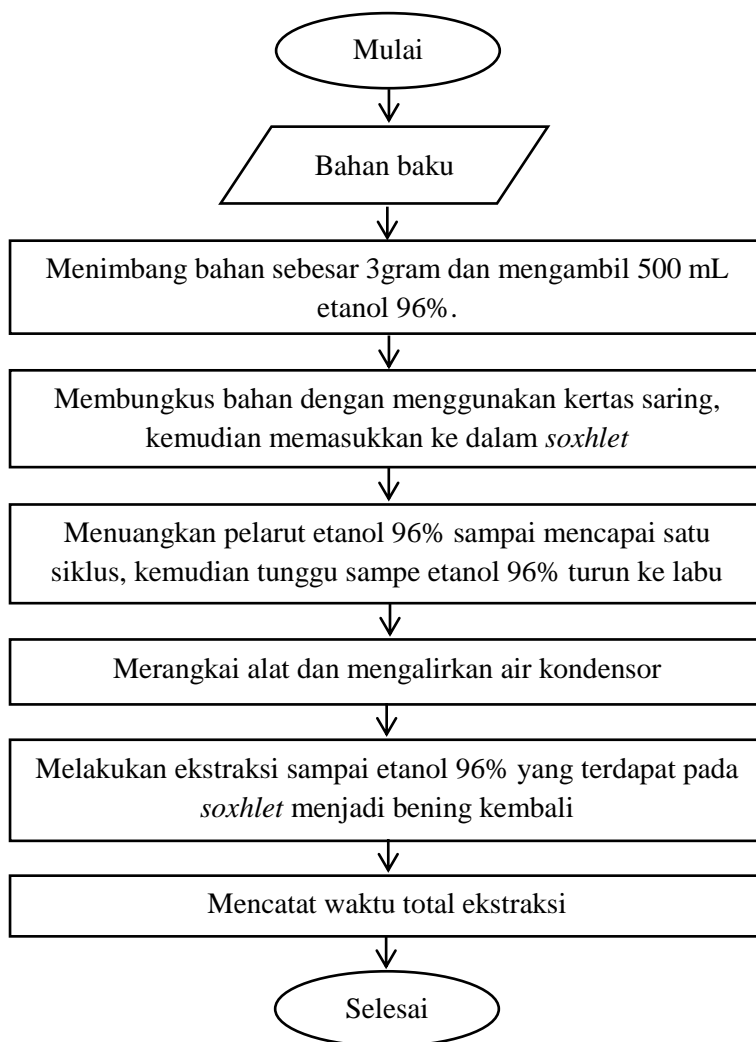 Mulai
Bahan baku
Menimbang bahan sebesar 3gram dan mengambil 500 mL
etanol 96%.
Membungkus bahan dengan menggunakan kertas saring,
kemudian memasukkan ke dalam soxhlet
Menuangkan pelarut etanol 96% sampai mencapai satu
siklus, kemudian tunggu sampe etanol 96% turun ke labu
Merangkai alat dan mengalirkan air kondensor
Melakukan ekstraksi sampai etanol 96% yang terdapat pada
soxhlet menjadi bening kembali
Mencatat waktu total ekstraksi
Selesai